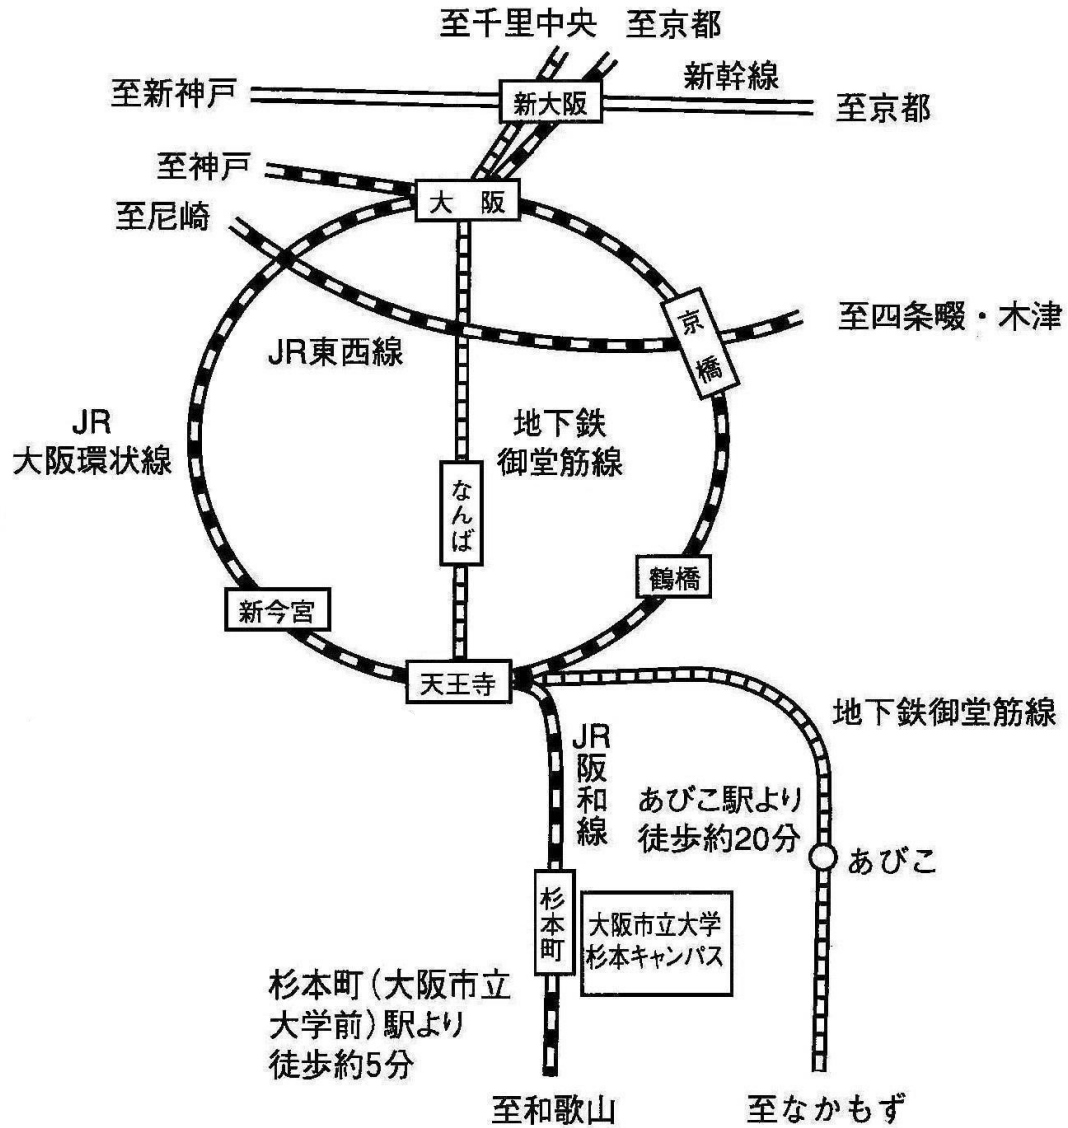 至千里中央 至京都
新幹線
至新神戸
新大阪
至京都
至神戸
大 阪
至尼崎
京橋
至四条畷・木津
JR東西線
JR
大阪環状線
地下鉄
御堂筋線
なんば
鶴橋
新今宮
天王寺
地下鉄御堂筋線
JR阪和線
あびこ駅より
徒歩約20分
あびこ
杉本町
大阪市立大学
杉本キャンパス
杉本町(大阪市立
大学前)駅より
徒歩約5分
至和歌山
至なかもず